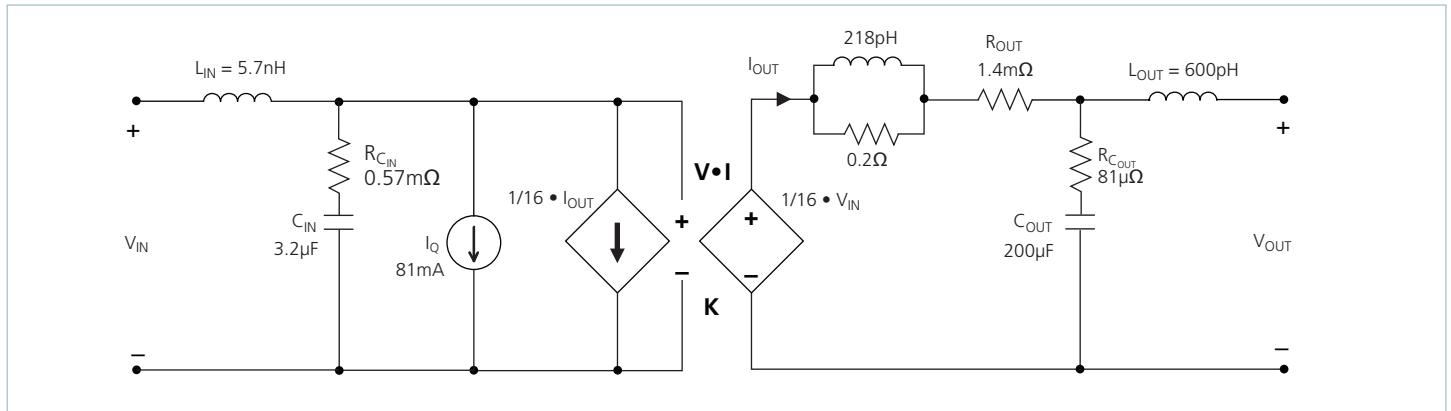 L_IN = 5.7nH
+
V_IN
–
R_C_IN
0.57mΩ
C_IN
3.2µF
I_Q
81mA
1/16 • I_OUT
V•I
+
–
K
+
–
1/16 • V_IN
I_OUT
218pH
0.2Ω
R_OUT
1.4mΩ
L_OUT = 600pH
R_C_OUT
81µΩ
C_OUT
200µF
+
V_OUT
–